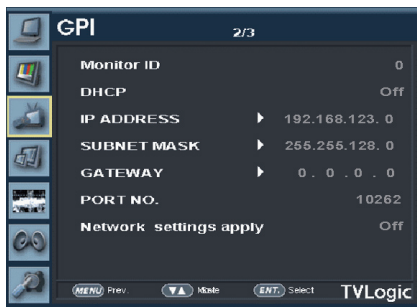 GPI 2/3
Monitor ID 0
DHCP Off
IP ADDRESS 192.168.123. 0
SUBNET MASK 255.255.128. 0
GATEWAY 0 . 0 . 0 . 0
PORT NO. 10262
Network settings apply Off
MENU Prev. ▼▲ ENT. Select TVLogic